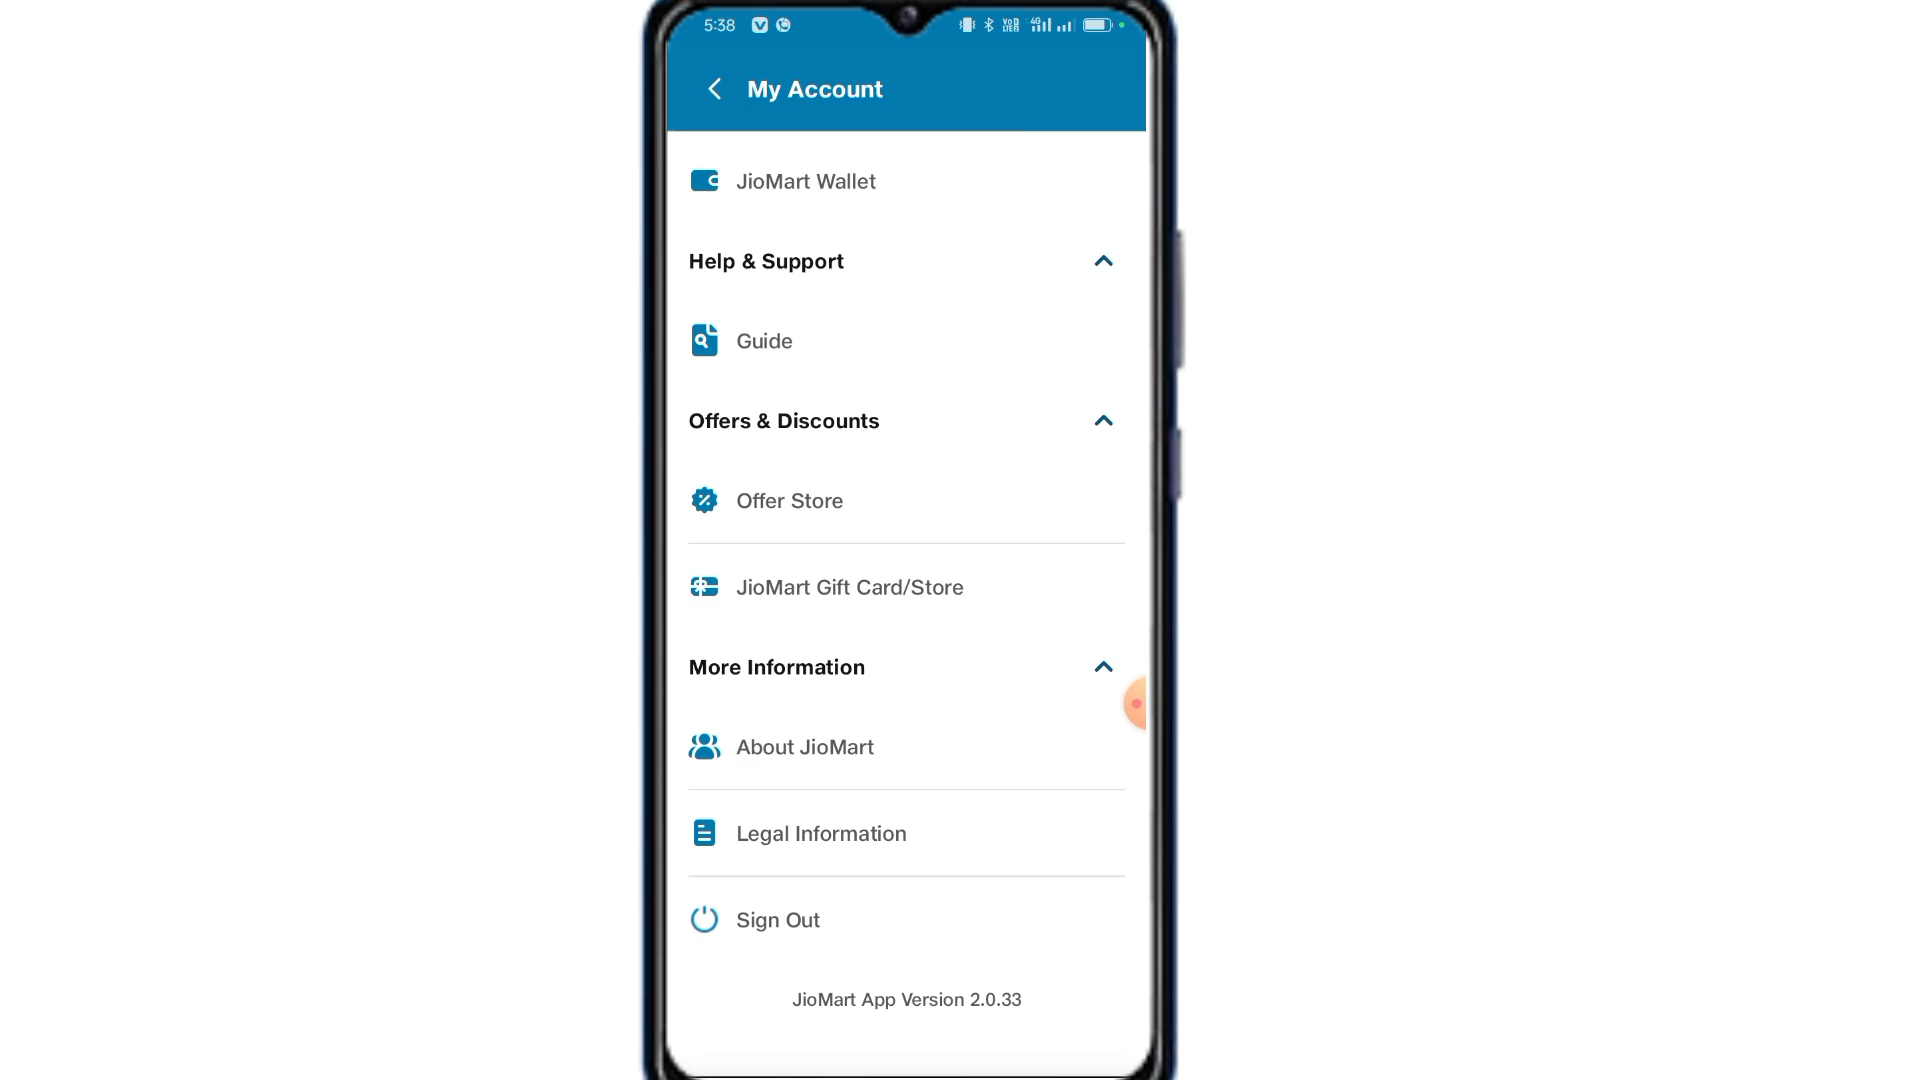 5:38
4G
My Account
JioMart Wallet
Help & Support
Guide
Offers & Discounts
Offer Store
JioMart Gift Card/Store
More Information
About JioMart
Legal Information
Sign Out
JioMart App Version 2.0.33